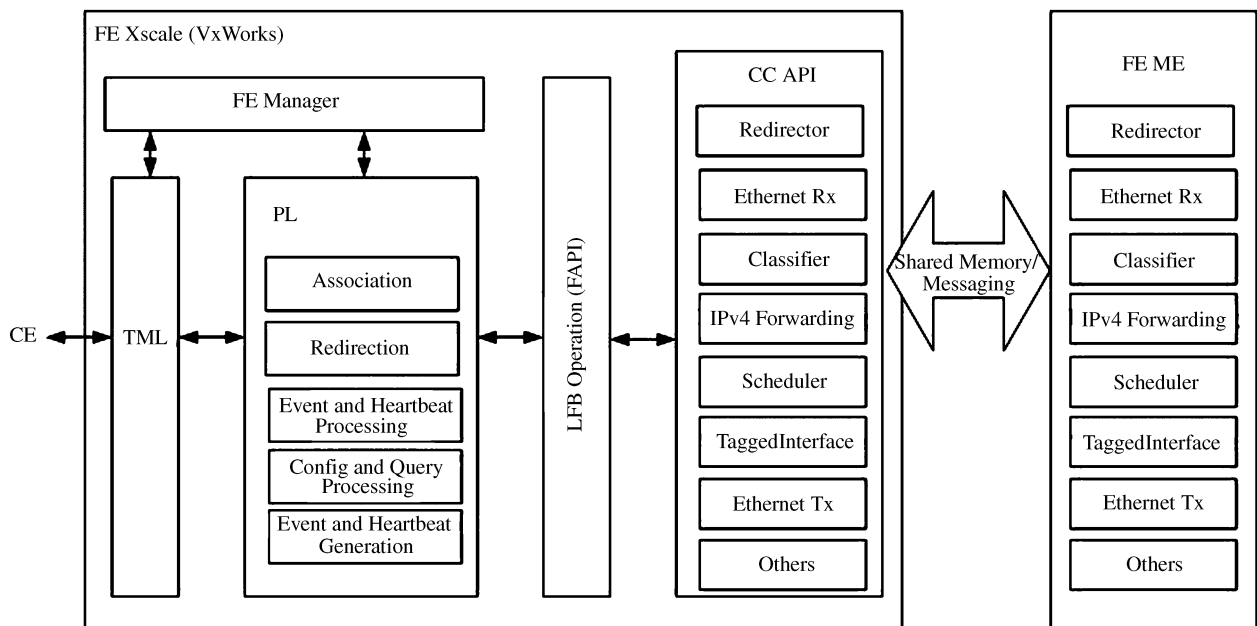 FE Xscale (VxWorks)
FE Manager
CE
TML
PL
Association
Redirection
Event and Heartbeat
Processing
Config and Query
Processing
Event and Heartbeat
Generation
LFB Operation (FAPI)
CC API
Redirector
Ethernet Rx
Classifier
IPv4 Forwarding
Scheduler
TaggedInterface
Ethernet Tx
Others
Shared Memory/
Messaging
FE ME
Redirector
Ethernet Rx
Classifier
IPv4 Forwarding
Scheduler
TaggedInterface
Ethernet Tx
Others